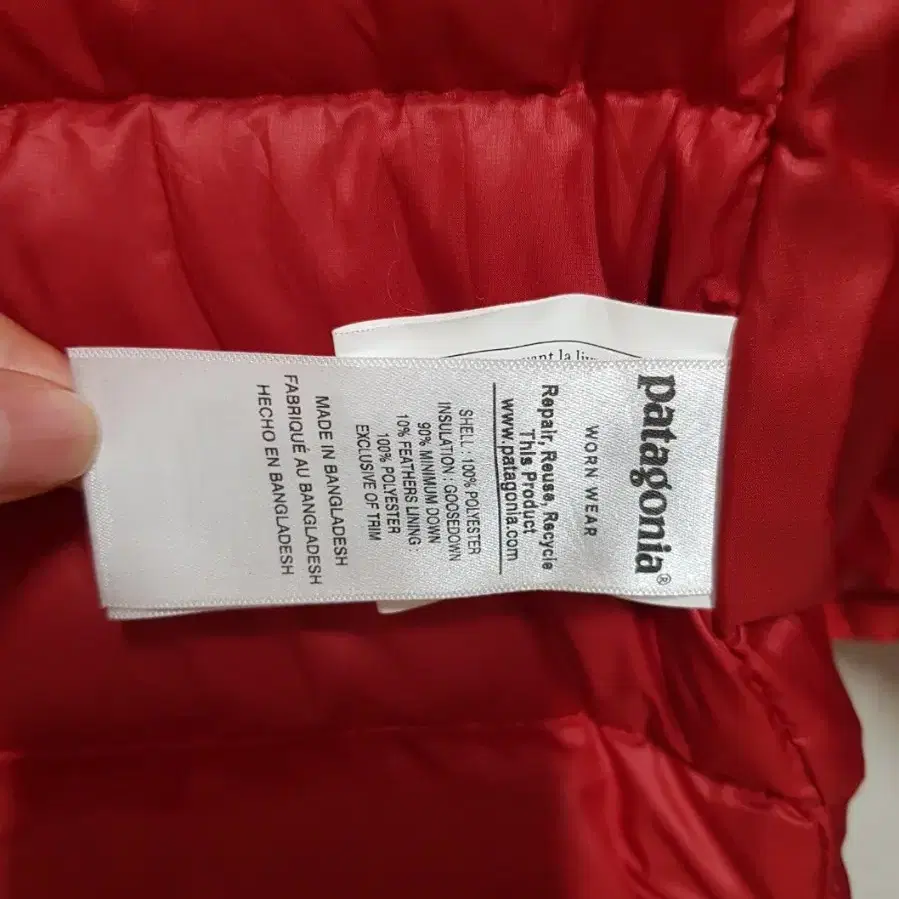 patagonia®
WORN WEAR
Repair, Reuse, Recycle
This Product
www.patagonia.com
SHELL : 100% POLYESTER
INSULATION : GOOSEDOWN
90% MINIMUM DOWN
10% FEATHERS LINING :
100% POLYESTER
EXCLUSIVE OF TRIM
MADE IN BANGLADESH
FABRIQUÉ AU BANGLADESH
HECHO EN BANGLADESH
la